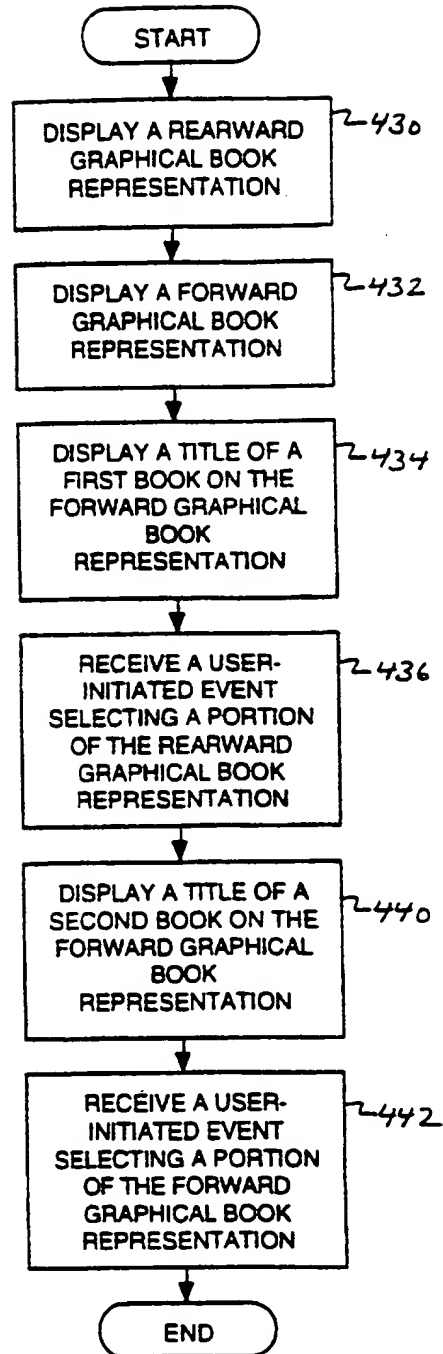 START
DISPLAY A REARWARD
GRAPHICAL BOOK
REPRESENTATION
430
DISPLAY A FORWARD
GRAPHICAL BOOK
REPRESENTATION
432
DISPLAY A TITLE OF A
FIRST BOOK ON THE
FORWARD GRAPHICAL
BOOK
REPRESENTATION
434
RECEIVE A USER-
INITIATED EVENT
SELECTING A PORTION
OF THE REARWARD
GRAPHICAL BOOK
REPRESENTATION
436
DISPLAY A TITLE OF A
SECOND BOOK ON THE
FORWARD GRAPHICAL
BOOK
REPRESENTATION
440
RECEIVE A USER-
INITIATED EVENT
SELECTING A PORTION
OF THE FORWARD
GRAPHICAL BOOK
REPRESENTATION
442
END